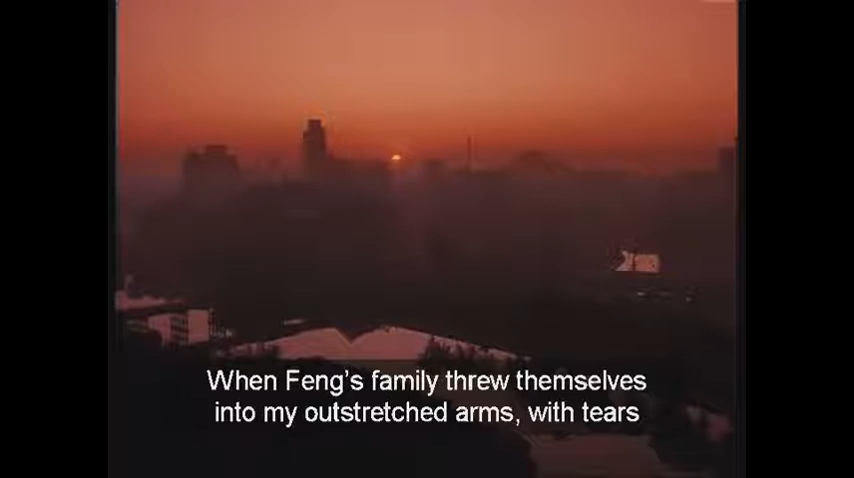 When Feng's family threw themselves
into my outstretched arms, with tears